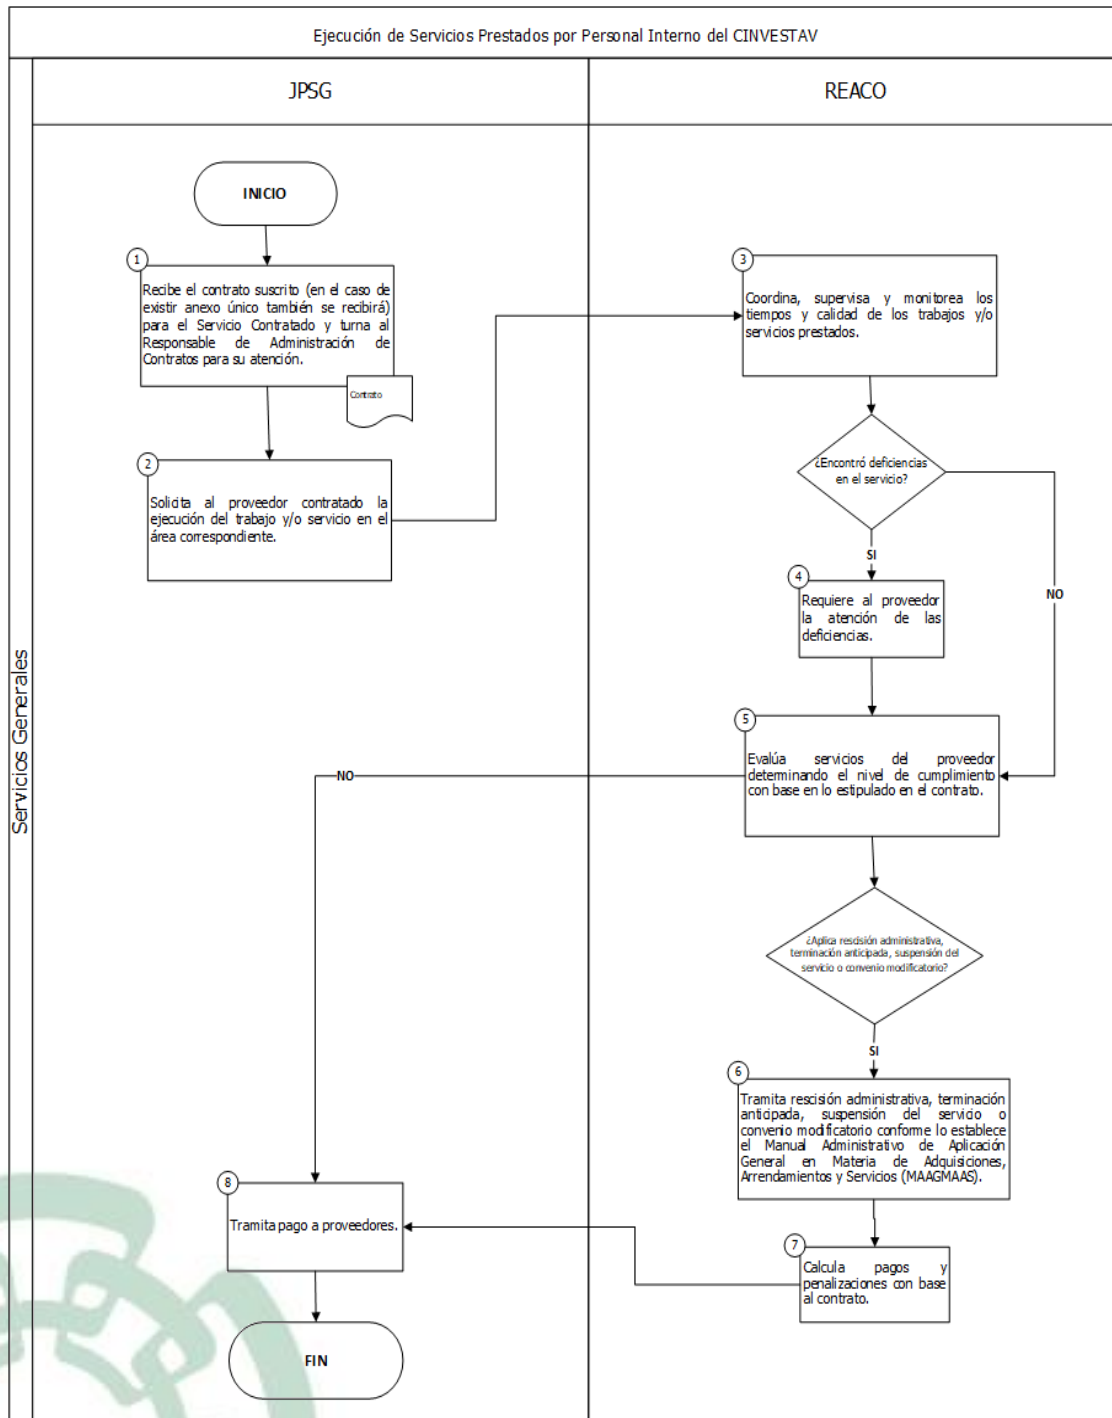 Ejecución de Servicios Prestados por Personal Interno del CINVESTAV
JPSG
REACO
Servicios Generales
INICIO
1
Recibe el contrato suscrito (en el caso de
existir anexo único también se recibirá)
para el Servicio Contratado y turna al
Responsable de Administración de
Contratos para su atención.
Contrato
2
Solicita al proveedor contratado la
ejecución del trabajo y/o servicio en el
área correspondiente.
3
Coordina, supervisa y monitorea los
tiempos y calidad de los trabajos y/o
servicios prestados.
¿Encontró deficiencias
en el servicio?
SI
NO
4
Requiere al proveedor
la atención de las
deficiencias.
5
Evalúa servicios del proveedor
determinando el nivel de cumplimiento
con base en lo estipulado en el contrato.
NO
¿Aplica rescisión administrativa,
terminación anticipada, suspensión del
servicio o convenio modificatorio?
SI
6
Tramita rescisión administrativa, terminación
anticipada, suspensión del servicio o
convenio modificatorio conforme lo establece
el Manual Administrativo de Aplicación
General en Materia de Adquisiciones,
Arrendamientos y Servicios (MAAGMAAS).
7
Calcula pagos y
penalizaciones con base
al contrato.
8
Tramita pago a proveedores.
FIN